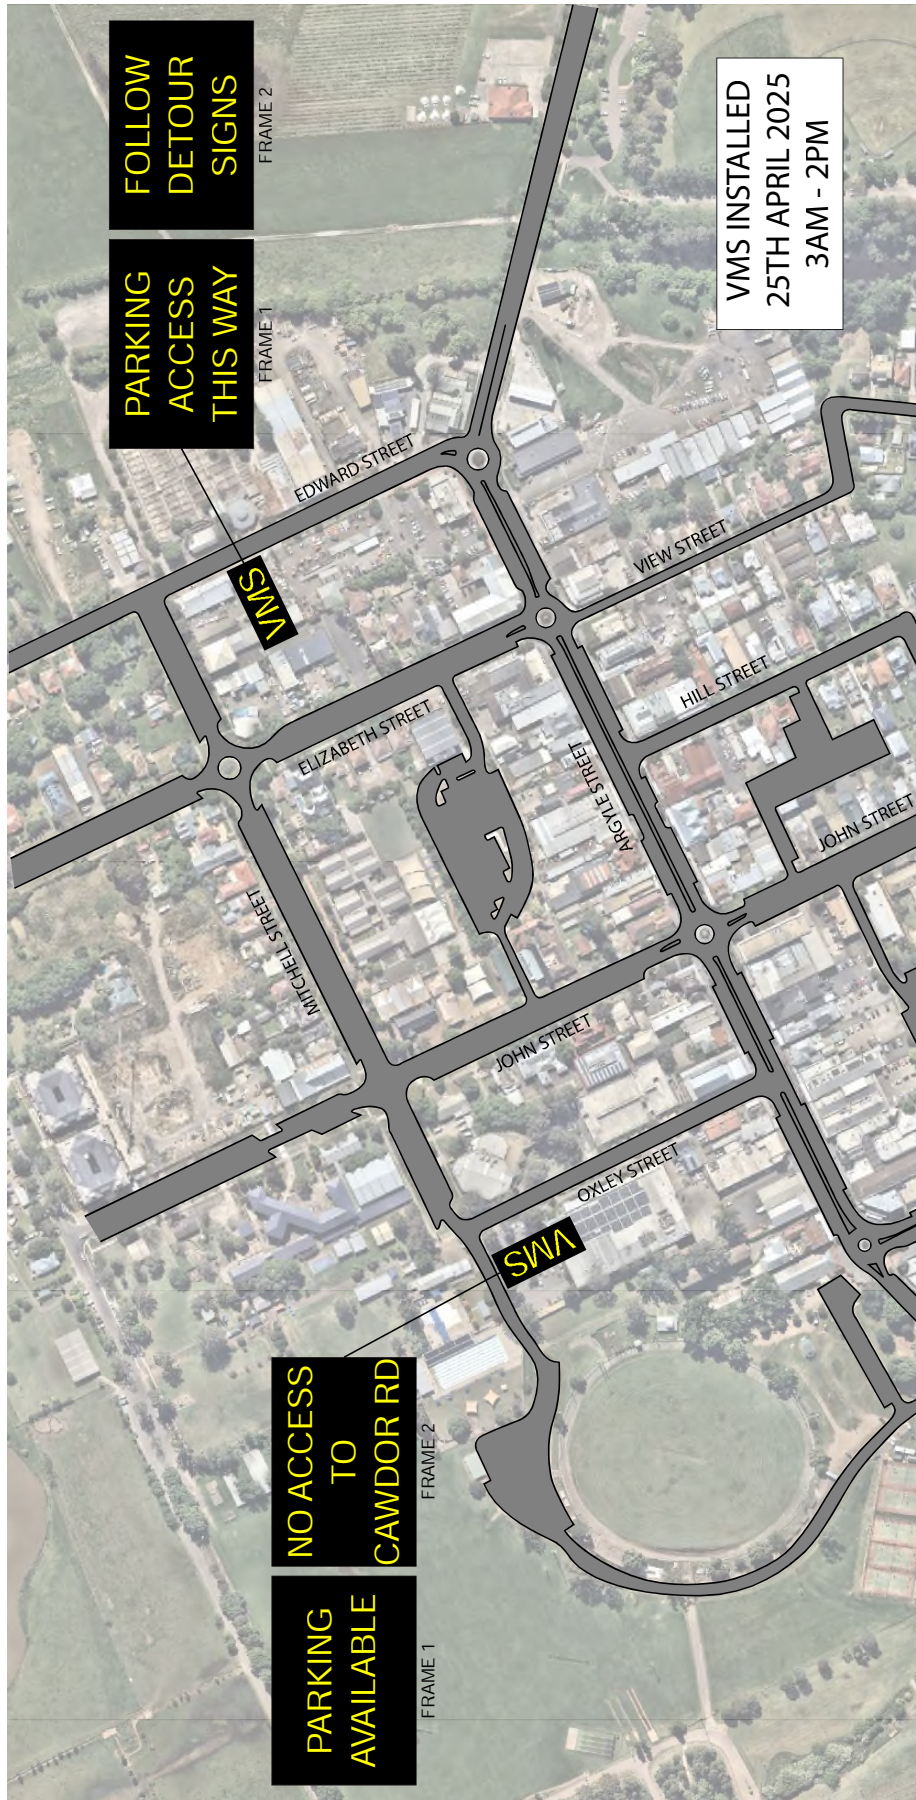 PARKING
AVAILABLE
FRAME 1
NO ACCESS
TO
CAWDOR RD
FRAME 2
PARKING
ACCESS
THIS WAY
FRAME 1
FOLLOW
DETOUR
SIGNS
FRAME 2
VMS INSTALLED
25TH APRIL 2025
3AM - 2PM
VMS
VMS
EDWARD STREET
ELIZABETH STREET
MITCHELL STREET
ARGYLE STREET
VIEW STREET
HILL STREET
JOHN STREET
JOHN STREET
OXLEY STREET